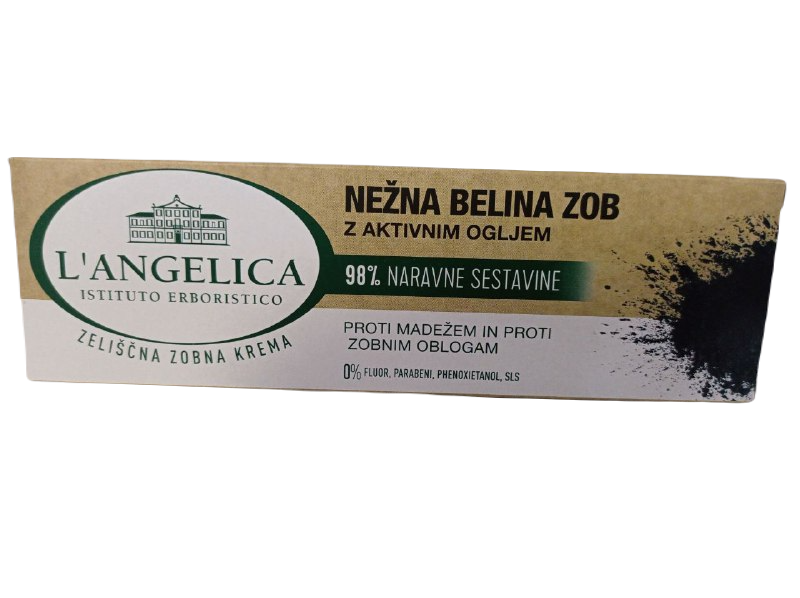 L'ANGELICA
ISTITUTO ERBORISTICO
ZELIŠČNA ZOBNA KREMA
NEŽNA BELINA ZOB
Z AKTIVNIM OGLJEM
98% NARAVNE SESTAVINE
PROTI MADEŽEM IN PROTI
ZOBNIM OBLOGAM
0% FLUOR, PARABENI, PHENOXIETANOL, SLS